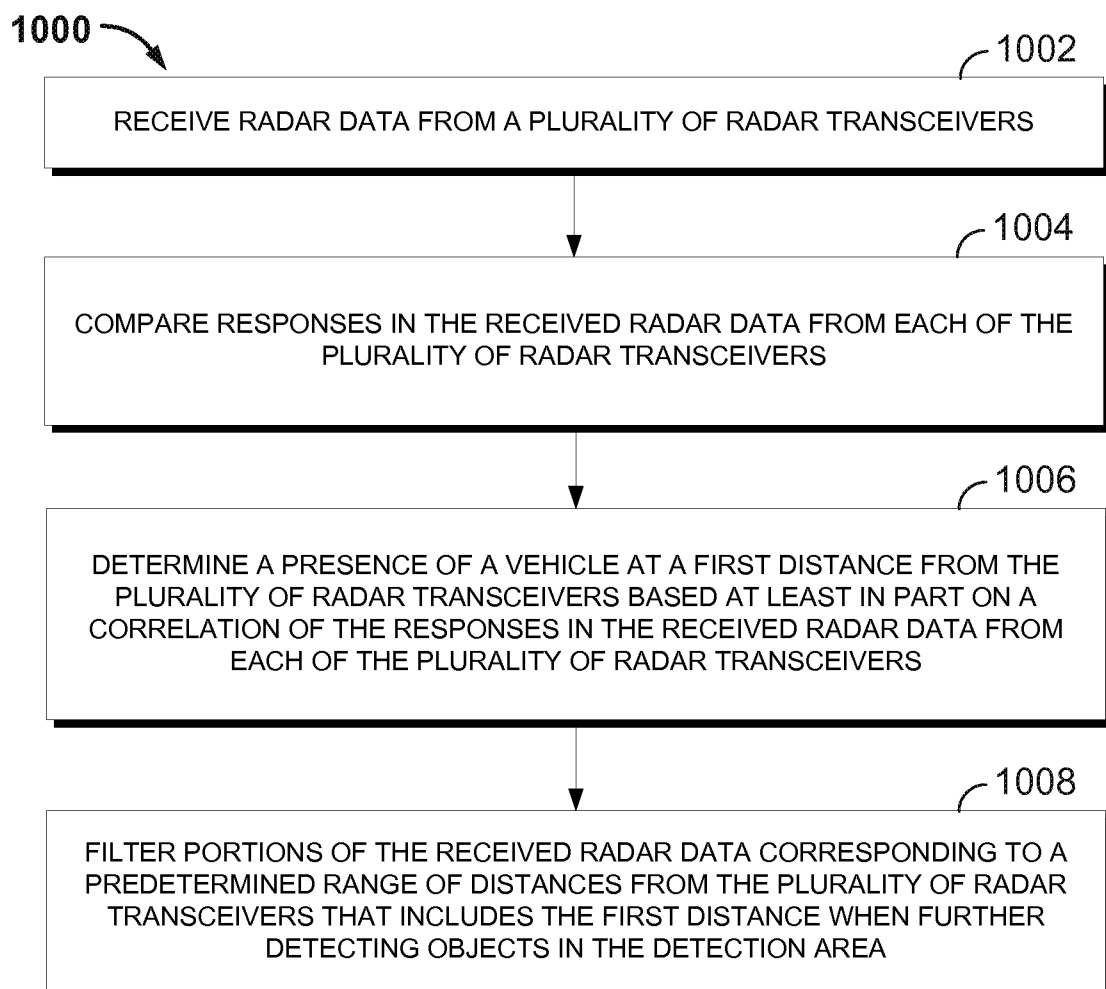 1000
1002
RECEIVE RADAR DATA FROM A PLURALITY OF RADAR TRANSCEIVERS
1004
COMPARE RESPONSES IN THE RECEIVED RADAR DATA FROM EACH OF THE
PLURALITY OF RADAR TRANSCEIVERS
1006
DETERMINE A PRESENCE OF A VEHICLE AT A FIRST DISTANCE FROM THE
PLURALITY OF RADAR TRANSCEIVERS BASED AT LEAST IN PART ON A
CORRELATION OF THE RESPONSES IN THE RECEIVED RADAR DATA FROM
EACH OF THE PLURALITY OF RADAR TRANSCEIVERS
1008
FILTER PORTIONS OF THE RECEIVED RADAR DATA CORRESPONDING TO A
PREDETERMINED RANGE OF DISTANCES FROM THE PLURALITY OF RADAR
TRANSCEIVERS THAT INCLUDES THE FIRST DISTANCE WHEN FURTHER
DETECTING OBJECTS IN THE DETECTION AREA